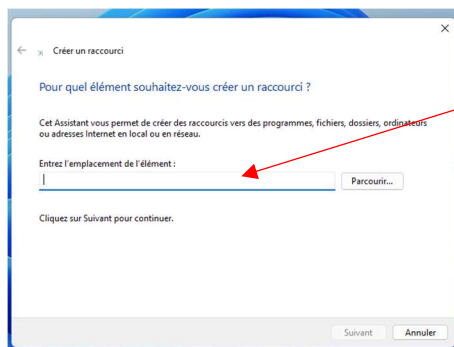 Créer un raccourci
Pour quel élément souhaitez-vous créer un raccourci ?
Cet Assistant vous permet de créer des raccourcis vers des programmes, fichiers, dossiers, ordinateurs
ou adresses Internet en local ou en réseau.
Entrez l'emplacement de l'élément :
Parcourir...
Cliquez sur Suivant pour continuer.
Suivant Annuler